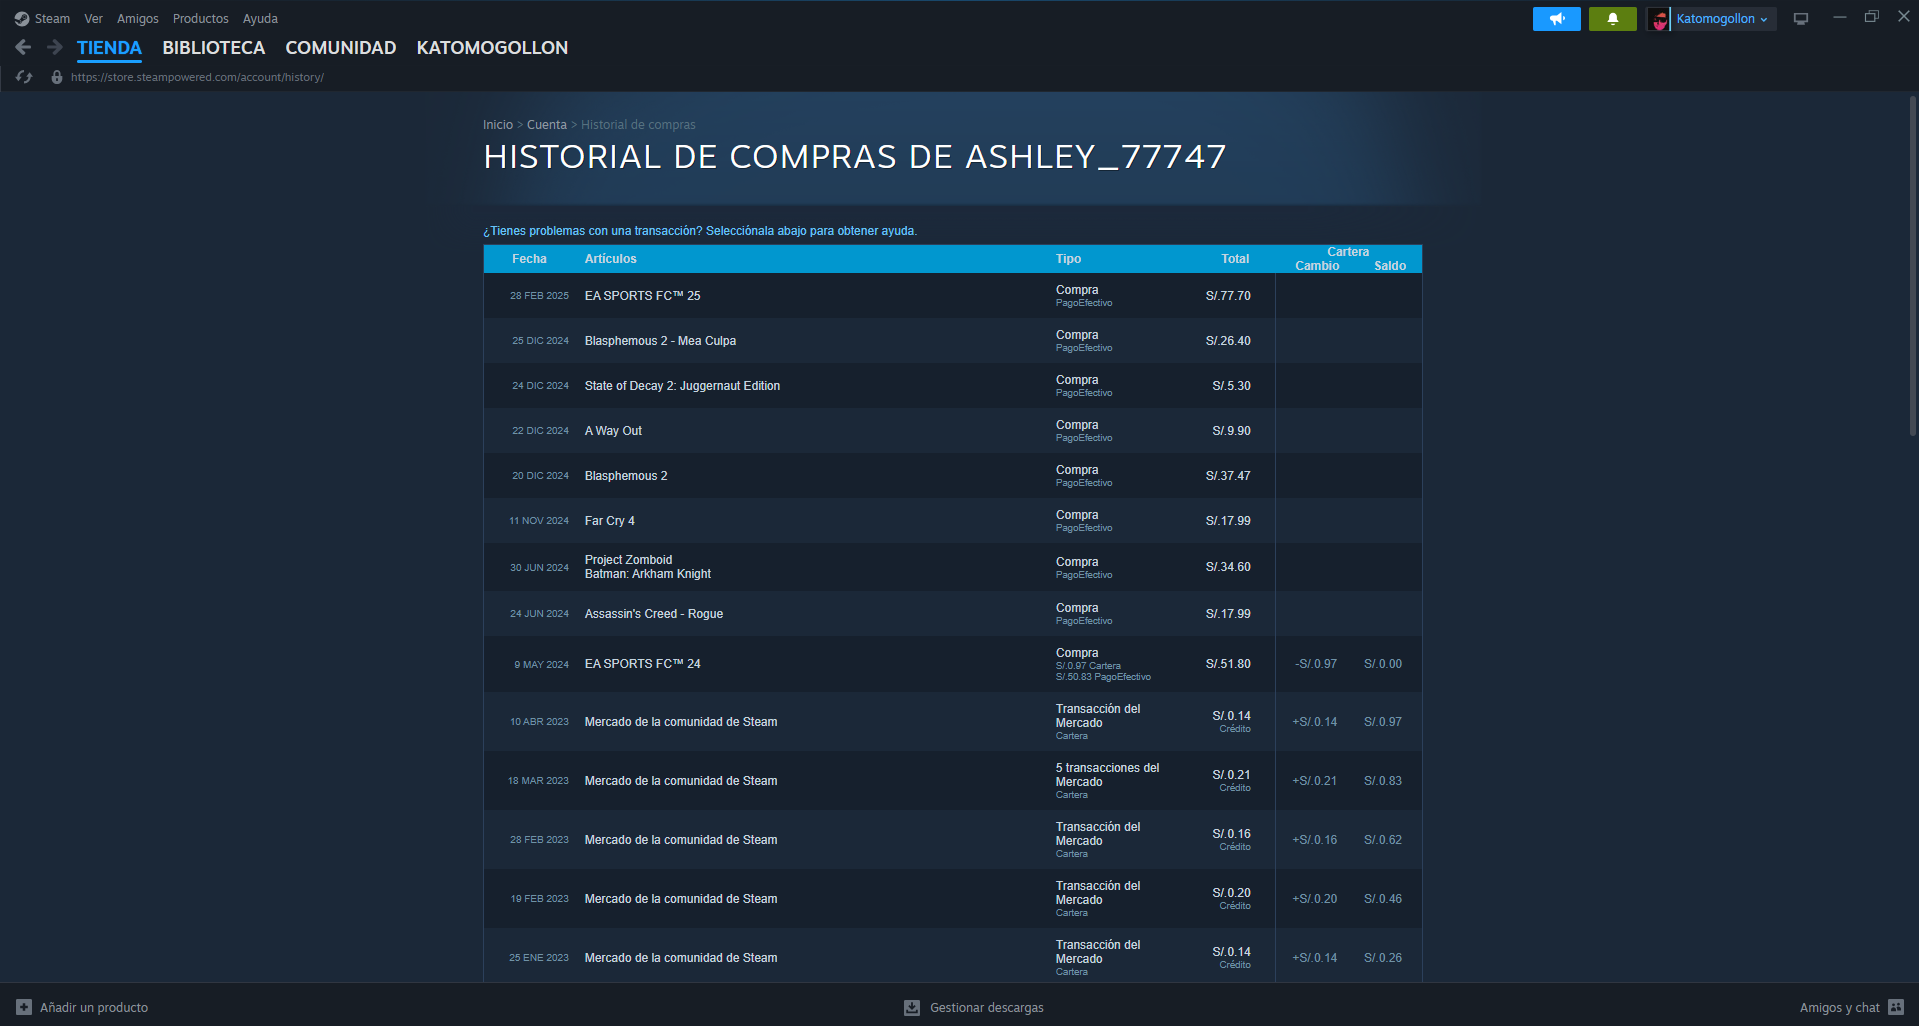 Steam Ver Amigos Productos Ayuda
Katomogollon
TIENDA BIBLIOTECA COMUNIDAD KATOMOGOLLON
https://store.steampowered.com/account/history/
Inicio > Cuenta > Historial de compras
HISTORIAL DE COMPRAS DE ASHLEY_77747
¿Tienes problemas con una transacción? Selecciónala abajo para obtener ayuda.
Fecha Artículos Tipo Total Cartera
Cambio Saldo
28 FEB 2025 EA SPORTS FC™ 25 Compra S/.77.70
PagoEfectivo
25 DIC 2024 Blasphemous 2 - Mea Culpa Compra S/.26.40
PagoEfectivo
24 DIC 2024 State of Decay 2: Juggernaut Edition Compra S/.5.30
PagoEfectivo
22 DIC 2024 A Way Out Compra S/.9.90
PagoEfectivo
20 DIC 2024 Blasphemous 2 Compra S/.37.47
PagoEfectivo
11 NOV 2024 Far Cry 4 Compra S/.17.99
PagoEfectivo
30 JUN 2024 Project Zomboid Compra S/.34.60
Batman: Arkham Knight PagoEfectivo
24 JUN 2024 Assassin's Creed - Rogue Compra S/.17.99
PagoEfectivo
9 MAY 2024 EA SPORTS FC™ 24 Compra S/.51.80 -S/.0.97 S/.0.00
S/.0.97 Cartera
S/.50.83 PagoEfectivo
10 ABR 2023 Mercado de la comunidad de Steam Transacción del S/.0.14 +S/.0.14 S/.0.97
Mercado Crédito
Cartera
18 MAR 2023 Mercado de la comunidad de Steam 5 transacciones del S/.0.21 +S/.0.21 S/.0.83
Mercado Crédito
Cartera
28 FEB 2023 Mercado de la comunidad de Steam Transacción del S/.0.16 +S/.0.16 S/.0.62
Mercado Crédito
Cartera
19 FEB 2023 Mercado de la comunidad de Steam Transacción del S/.0.20 +S/.0.20 S/.0.46
Mercado Crédito
Cartera
25 ENE 2023 Mercado de la comunidad de Steam Transacción del S/.0.14 +S/.0.14 S/.0.26
Mercado Crédito
Cartera
Añadir un producto Gestionar descargas Amigos y chat